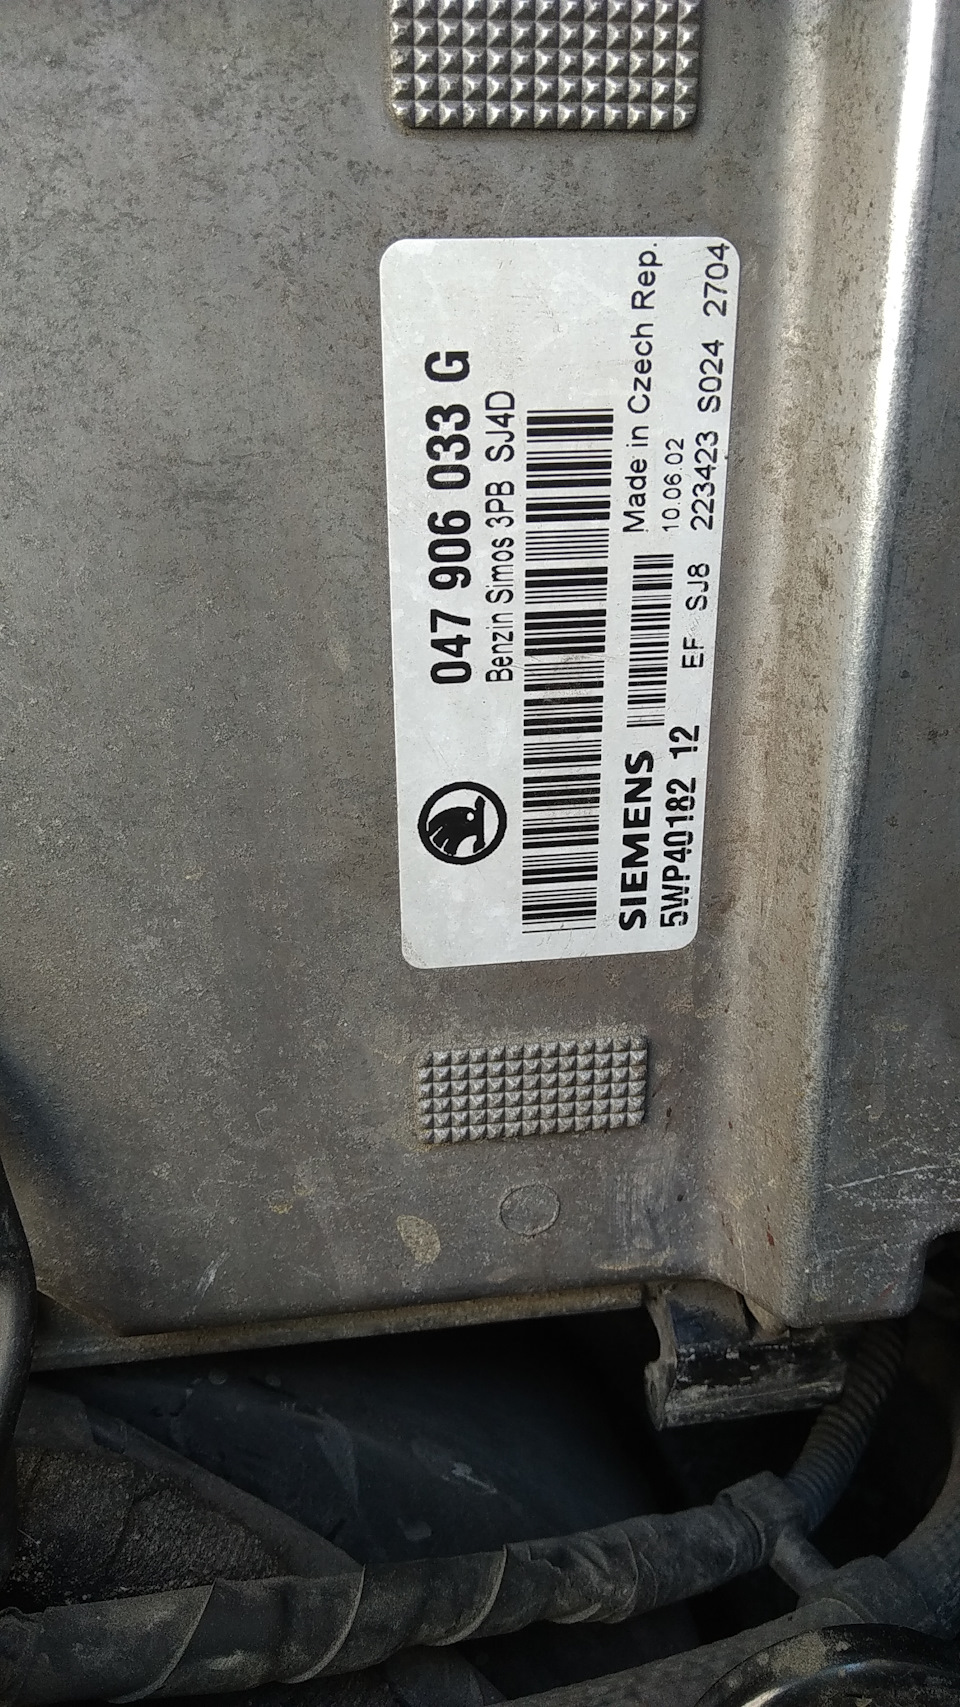 047 906 033 G
Benzin Simos 3PB SJ4D
SIEMENS Made in Czech Rep.
10.06.02
5WP40182 12 EF SJ8 223423 S024 2704